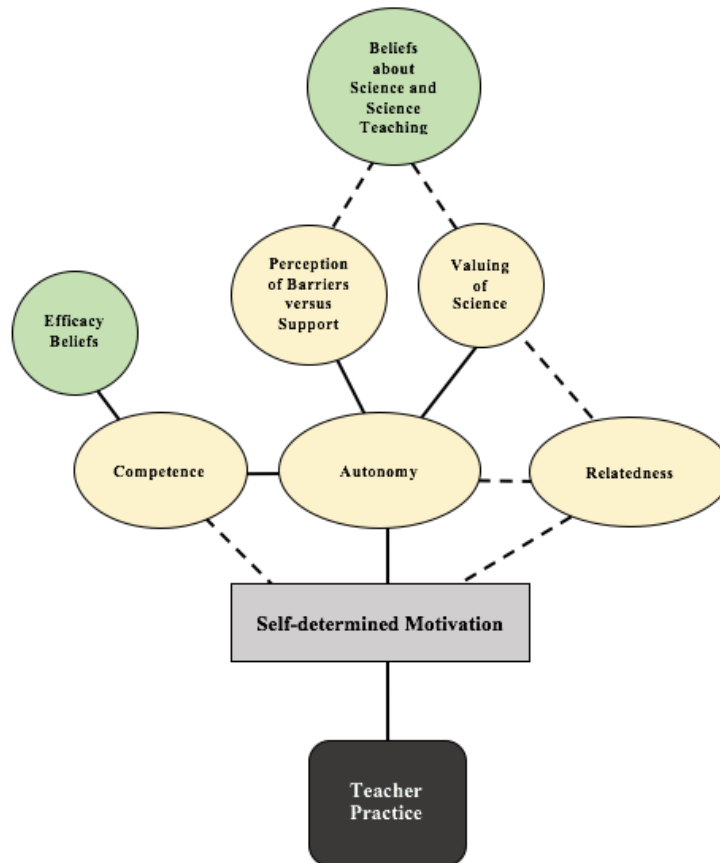 Beliefs
about
Science and
Science
Teaching
Perception
of Barriers
versus
Support
Valuing
of
Science
Efficacy
Beliefs
Competence
Autonomy
Relatedness
Self-determined Motivation
Teacher
Practice